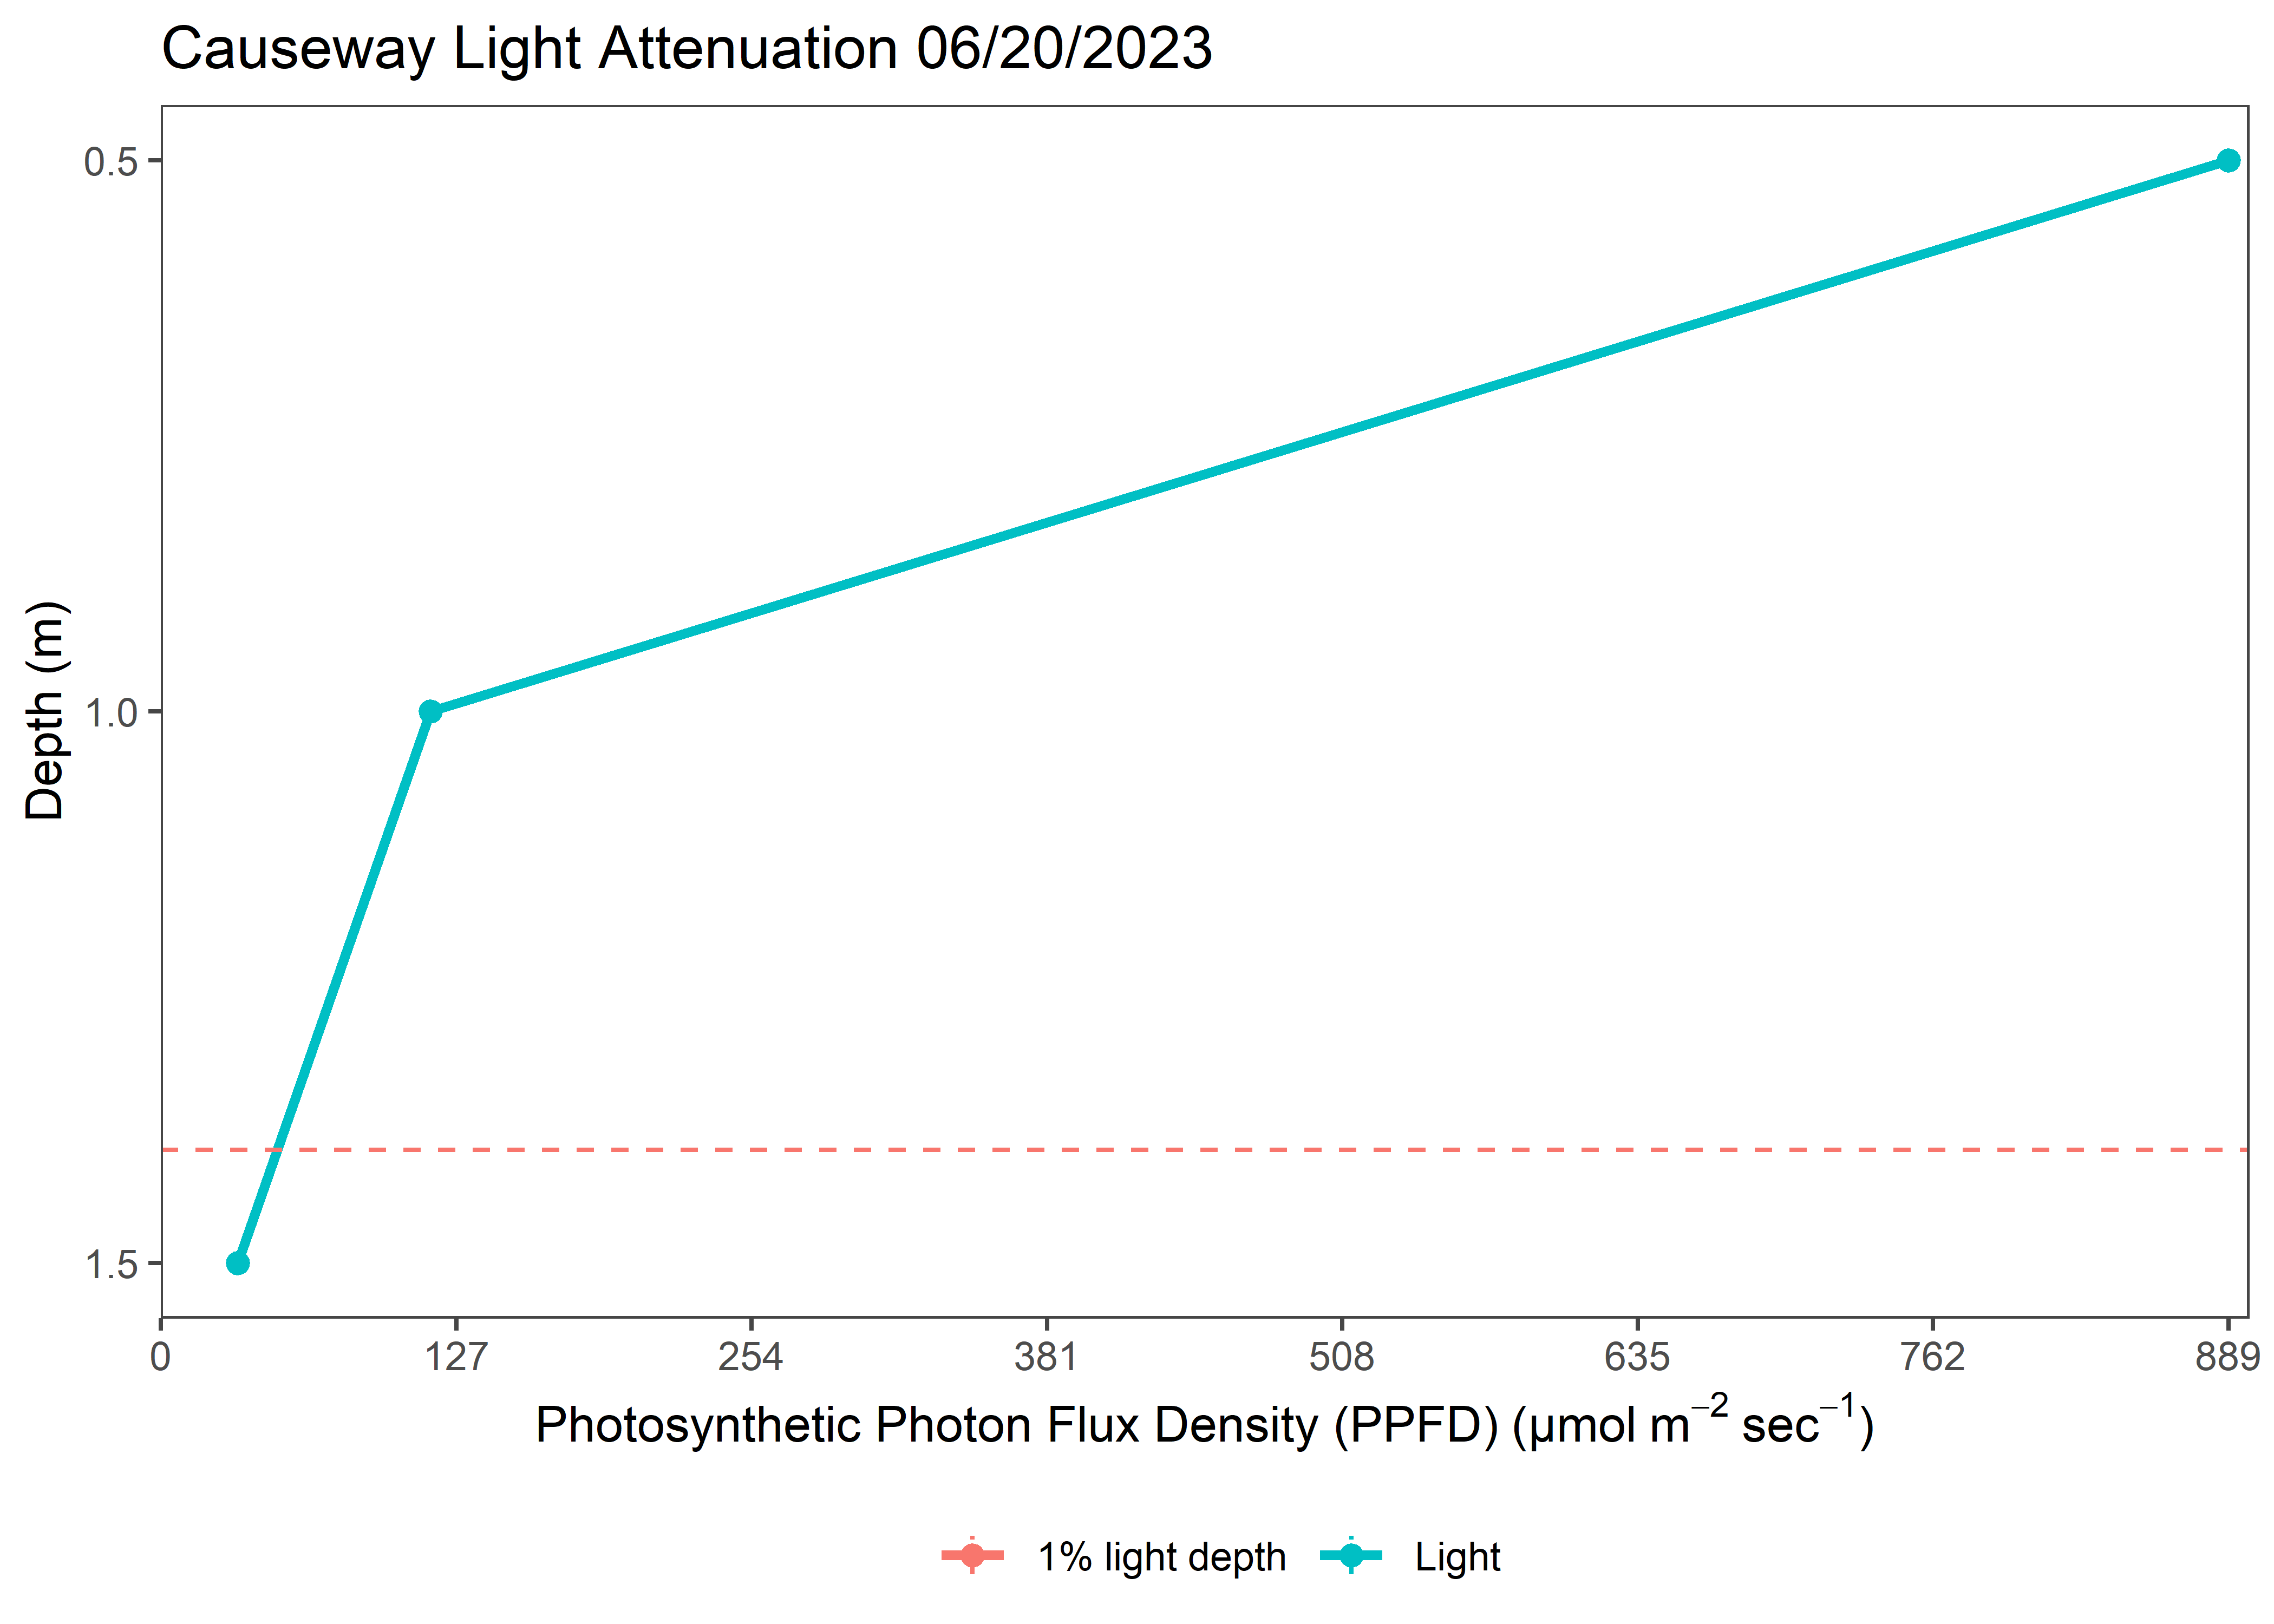 Causeway Light Attenuation 06/20/2023
0.5
1.0
1.5
Depth (m)
0 127 254 381 508 635 762 889
Photosynthetic Photon Flux Density (PPFD) (μmol m⁻² sec⁻¹)
1% light depth Light